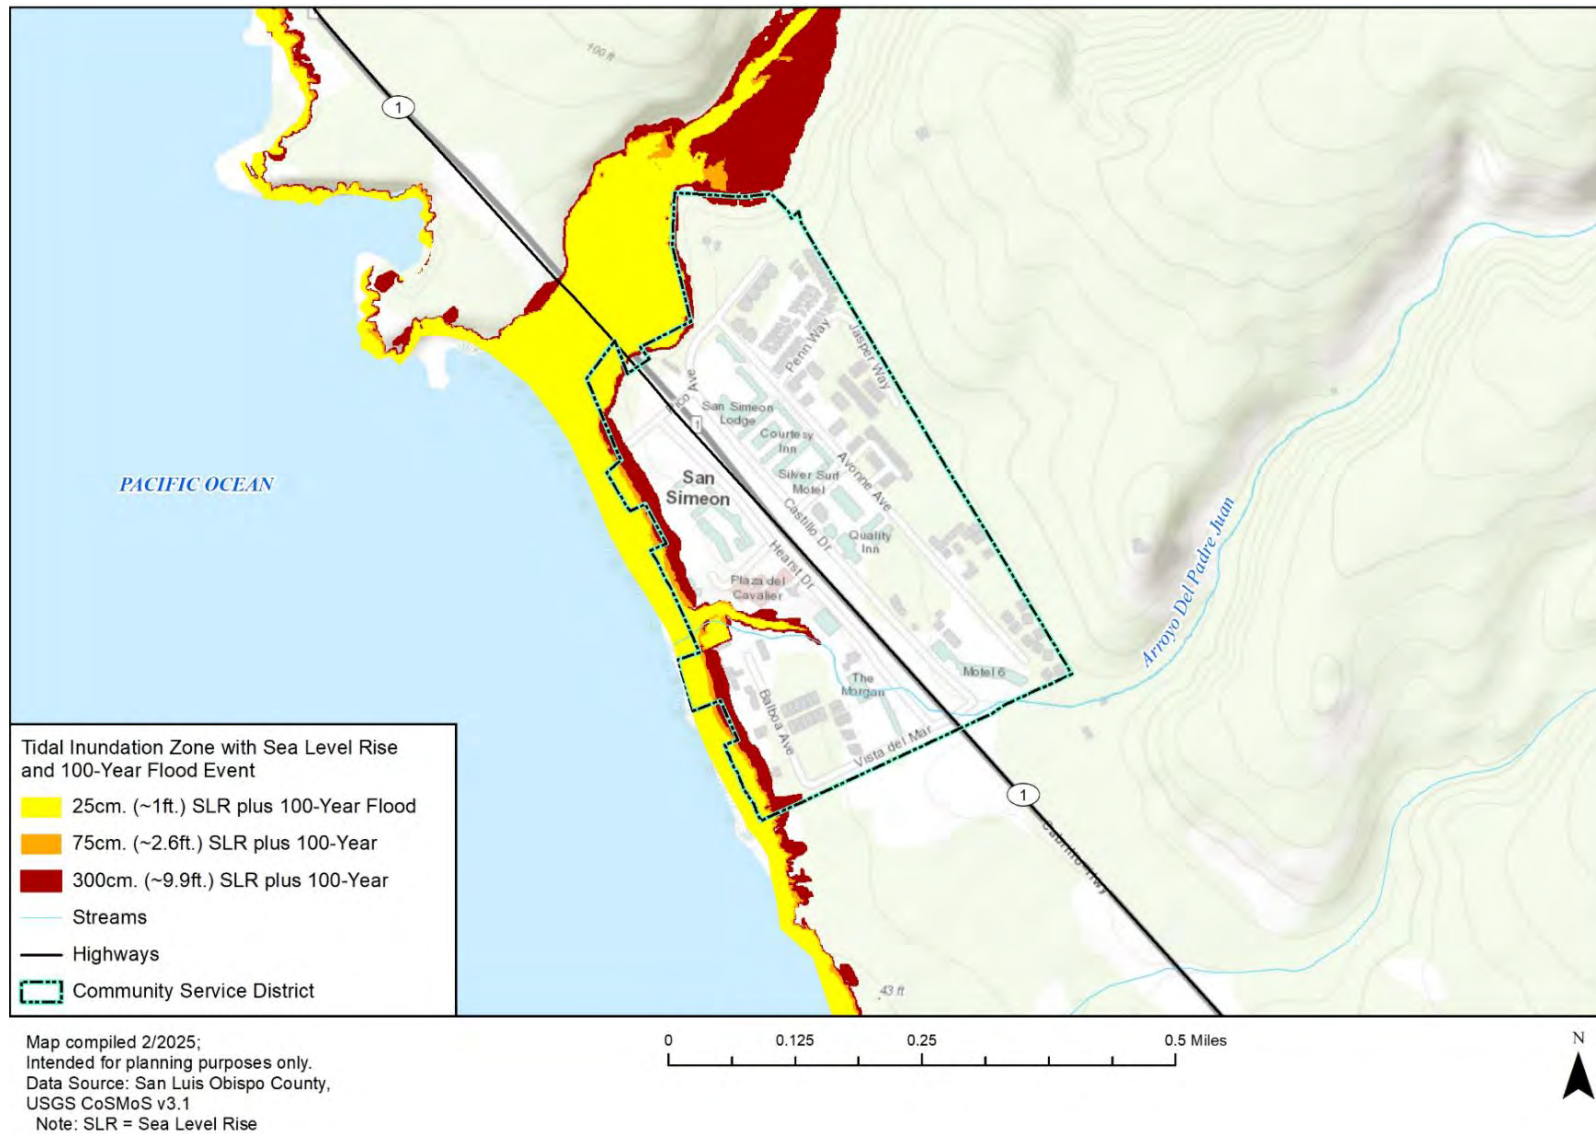 1
100 ft
1
Pico Ave
Penn Way
Jasper Way
San Simeon
Lodge
1
Courtesy
Inn
Avonne Ave
San
Simeon
Silver Surf
Motel
Castillo Dr
Quality
Inn
Hearst Dr
Plaza del
Cavalier
PACIFIC OCEAN
Arroyo Del Padre Juan
Motel 6
The
Morgan
Balboa Ave
Vista del Mar
1
Cabrillo Hwy
43 ft
Tidal Inundation Zone with Sea Level Rise
and 100-Year Flood Event
25cm. (~1ft.) SLR plus 100-Year Flood
75cm. (~2.6ft.) SLR plus 100-Year
300cm. (~9.9ft.) SLR plus 100-Year
Streams
Highways
Community Service District
Map compiled 2/2025;
Intended for planning purposes only.
Data Source: San Luis Obispo County,
USGS CoSMoS v3.1
Note: SLR = Sea Level Rise
0 0.125 0.25 0.5 Miles
N